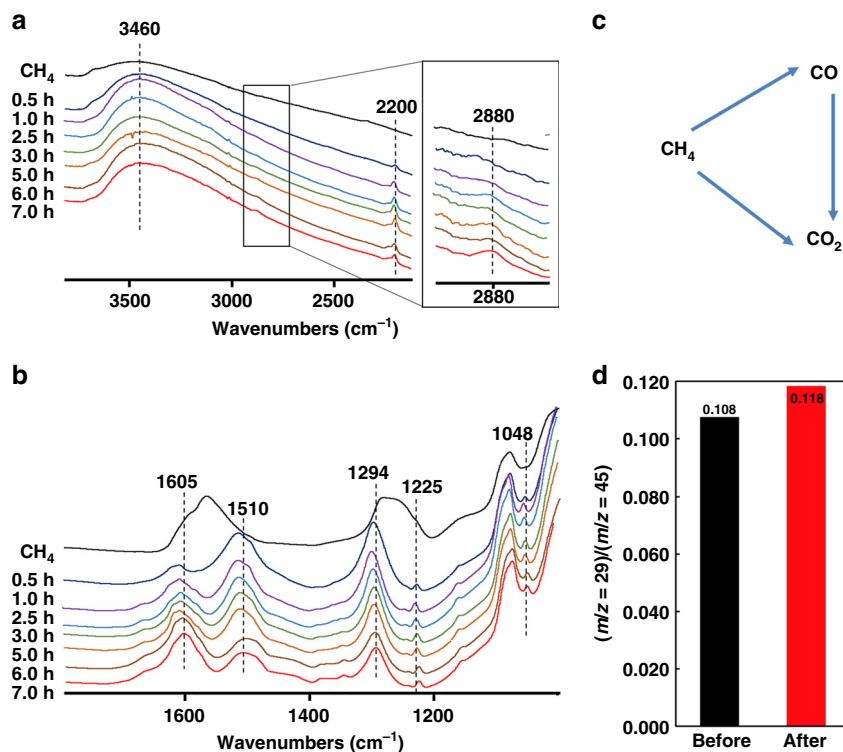 a
3460
CH4
0.5 h
1.0 h
2.5 h
3.0 h
5.0 h
6.0 h
7.0 h
2200
2880
3500
3000
2500
2880
Wavenumbers (cm−1)
b
1605
1510
1294
1225
1048
CH4
0.5 h
1.0 h
2.5 h
3.0 h
5.0 h
6.0 h
7.0 h
1600
1400
1200
Wavenumbers (cm−1)
c
CO
CH4
CO2
d
(m/z = 29)/(m/z = 45)
0.120
0.100
0.080
0.060
0.040
0.020
0.000
0.108
0.118
Before
After